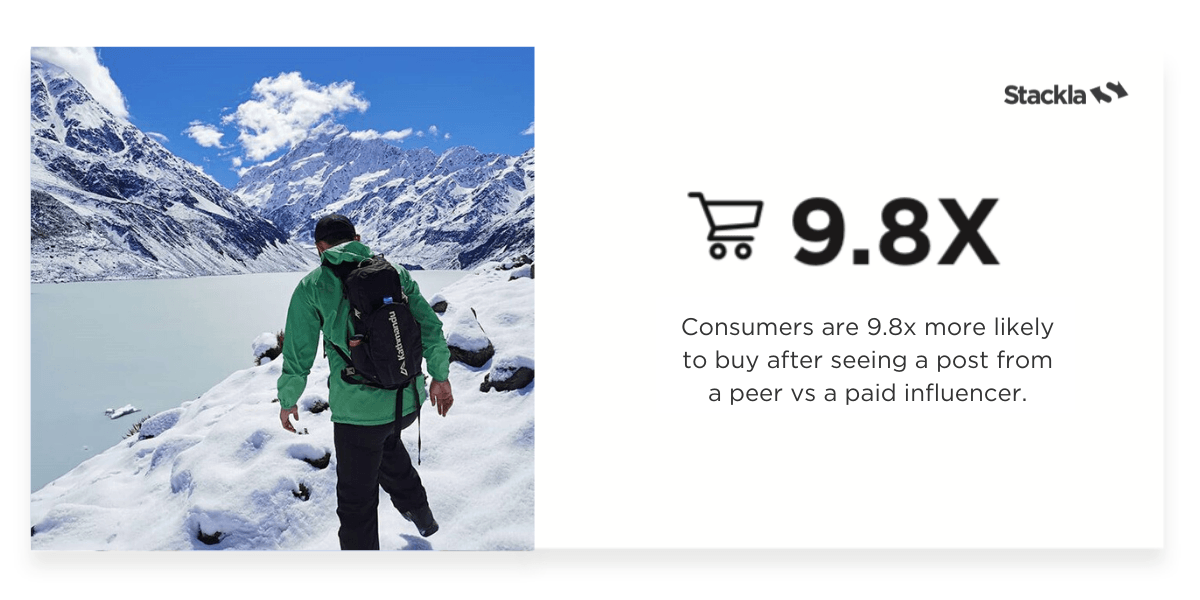 Stackla
9.8X
Consumers are 9.8x more likely
to buy after seeing a post from
a peer vs a paid influencer.
Kathmandu